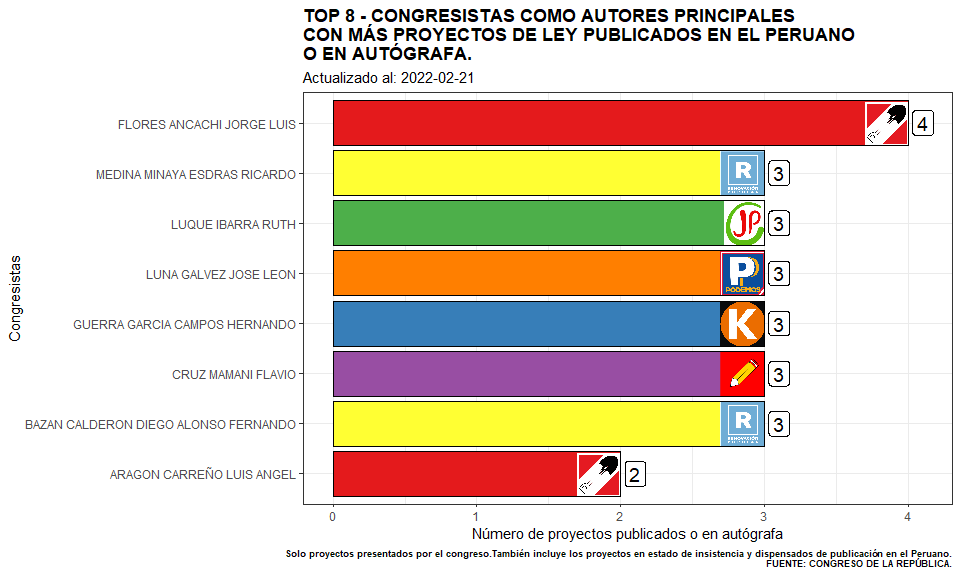 TOP 8 - CONGRESISTAS COMO AUTORES PRINCIPALES
CON MÁS PROYECTOS DE LEY PUBLICADOS EN EL PERUANO
O EN AUTÓGRAFA.
Actualizado al: 2022-02-21
Congresistas
FLORES ANCACHI JORGE LUIS
4
MEDINA MINAYA ESDRAS RICARDO
R
RENOVACIÓN
POPULAR
3
LUQUE IBARRA RUTH
JP
3
LUNA GALVEZ JOSE LEON
P
PODEMOS
3
GUERRA GARCIA CAMPOS HERNANDO
K
3
CRUZ MAMANI FLAVIO
3
BAZAN CALDERON DIEGO ALONSO FERNANDO
R
RENOVACIÓN
POPULAR
3
ARAGON CARREÑO LUIS ANGEL
2
0 1 2 3 4
Número de proyectos publicados o en autógrafa
Solo proyectos presentados por el congreso.También incluye los proyectos en estado de insistencia y dispensados de publicación en el Peruano.
FUENTE: CONGRESO DE LA REPÚBLICA.